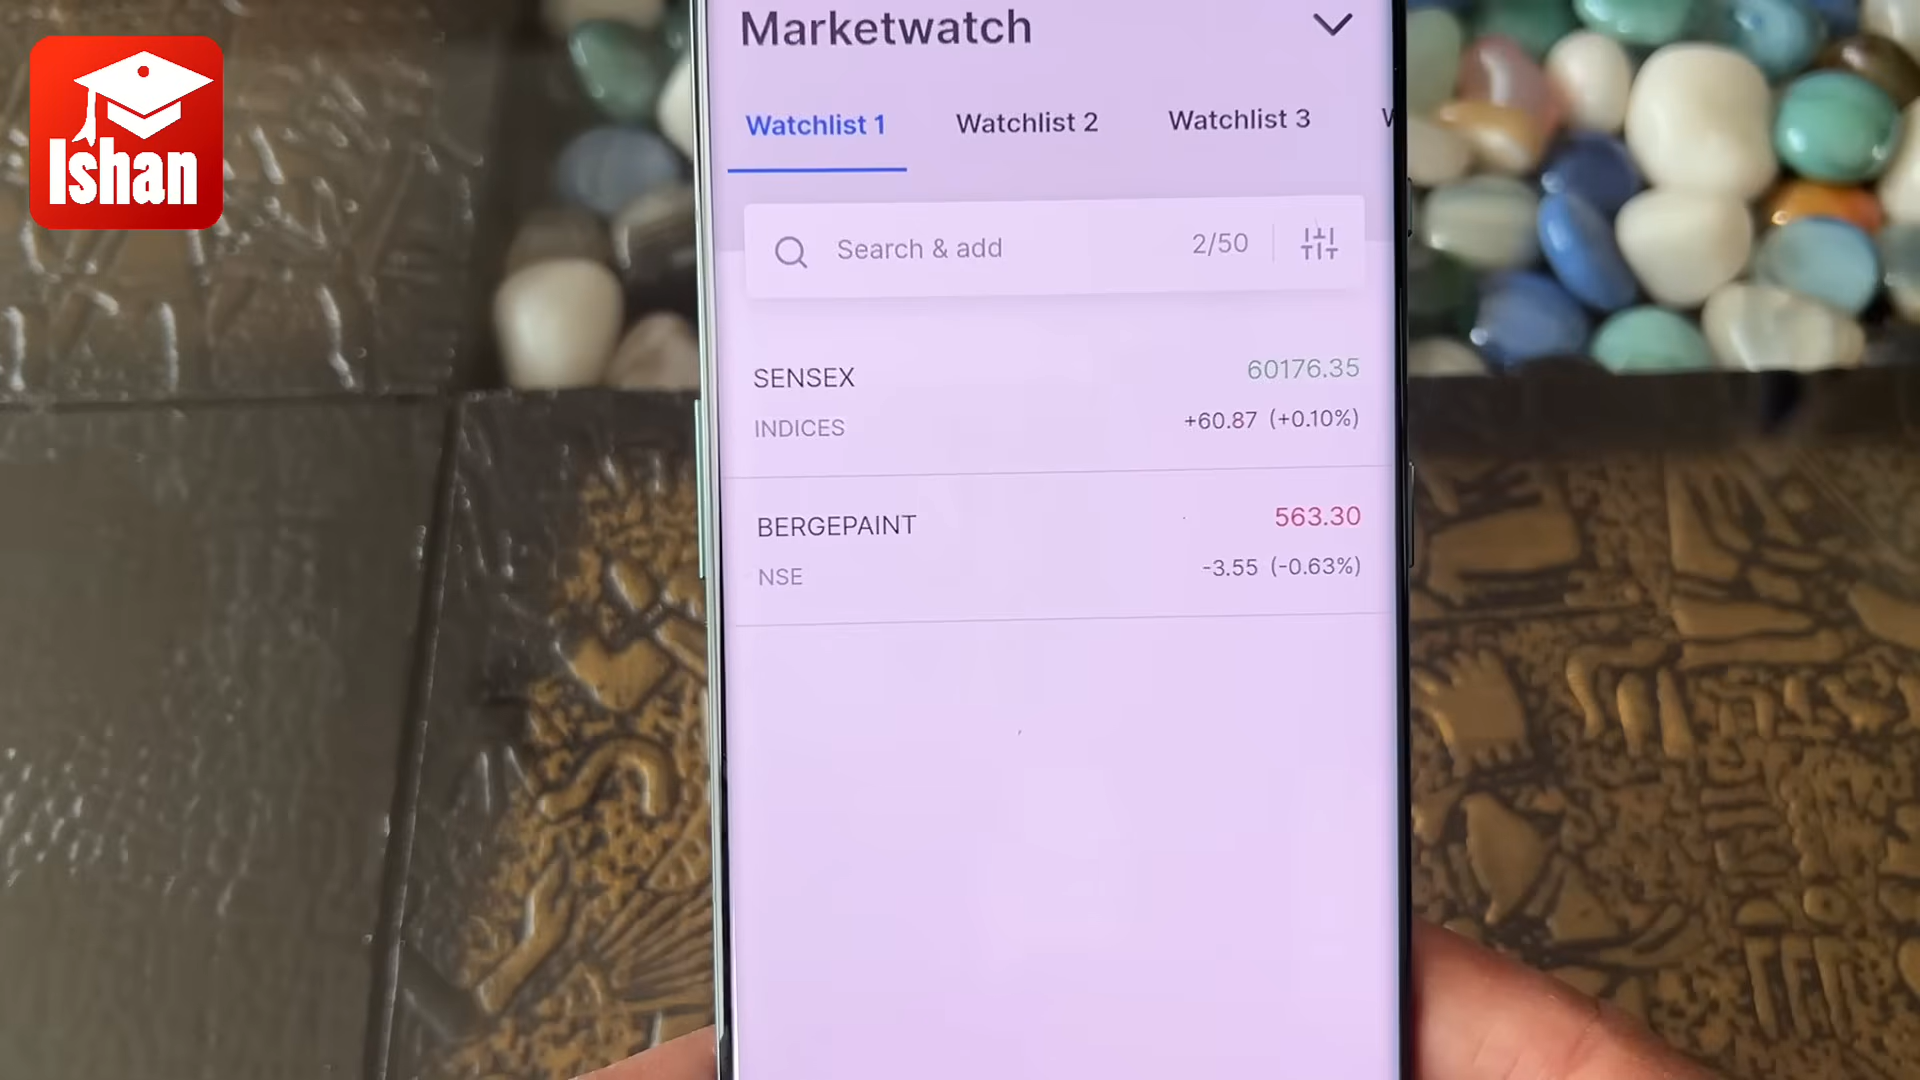 Ishan
Marketwatch
Watchlist 1 Watchlist 2 Watchlist 3
Search & add 2/50
SENSEX 60176.35
INDICES +60.87 (+0.10%)
BERGEPAINT 563.30
NSE -3.55 (-0.63%)